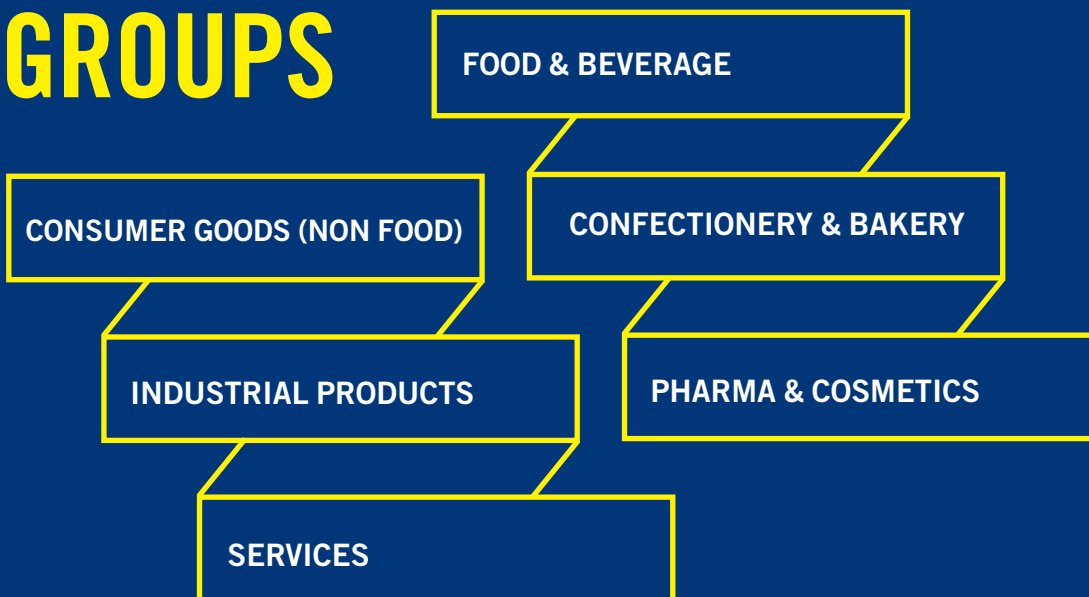 GROUPS
FOOD & BEVERAGE
CONFECTIONERY & BAKERY
PHARMA & COSMETICS
CONSUMER GOODS (NON FOOD)
INDUSTRIAL PRODUCTS
SERVICES